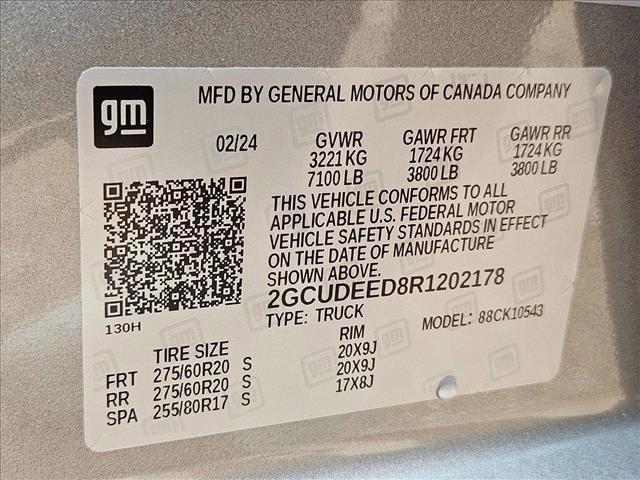 gm
MFD BY GENERAL MOTORS OF CANADA COMPANY
02/24 GVWR GAWR FRT GAWR RR
3221 KG 1724 KG 1724 KG
7100 LB 3800 LB 3800 LB
THIS VEHICLE CONFORMS TO ALL
APPLICABLE U.S. FEDERAL MOTOR
VEHICLE SAFETY STANDARDS IN EFFECT
ON THE DATE OF MANUFACTURE
SHOWN ABOVE.
2GCUDEED8R1202178
130H
TYPE: TRUCK MODEL: 88CK10543
TIRE SIZE RIM
FRT 275/60R20 S 20X9J
RR 275/60R20 S 20X9J
SPA 255/80R17 S 17X8J